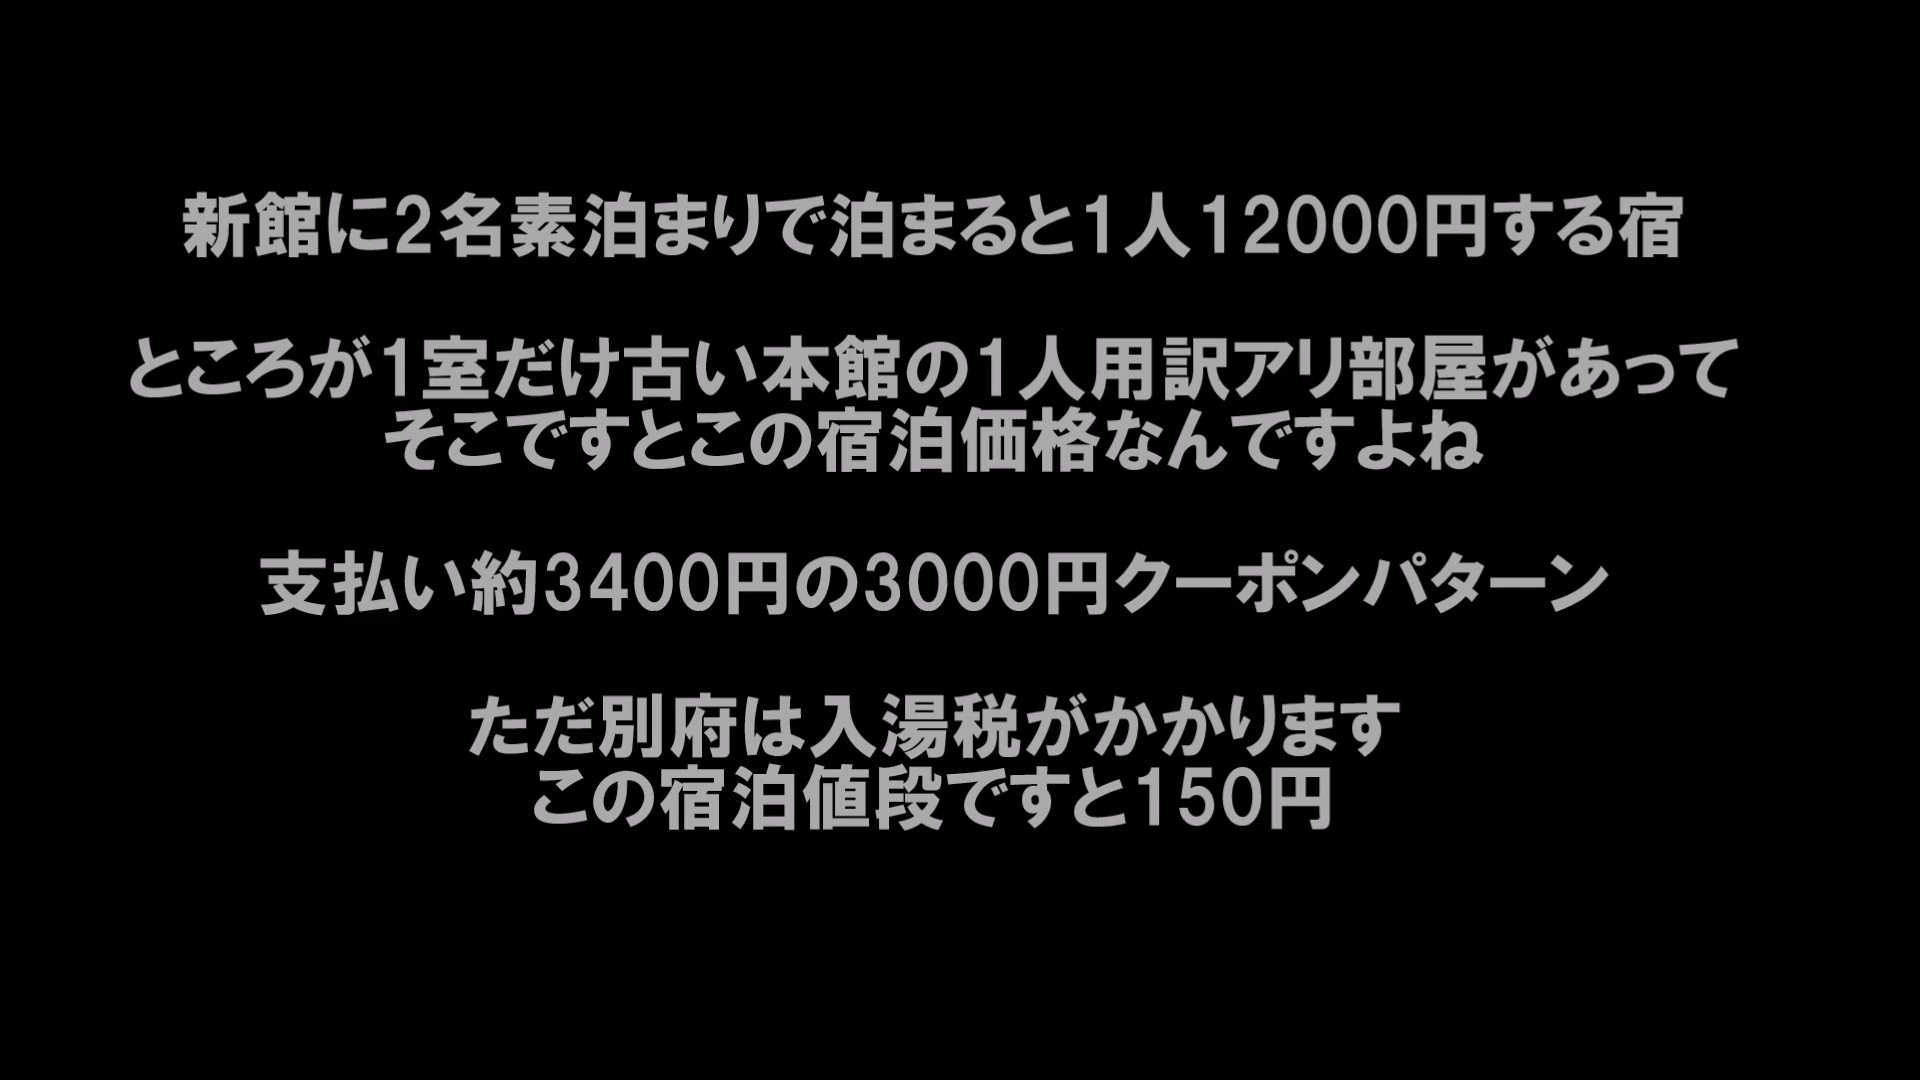 新館に2名素泊まりで泊まると1人12000円する宿
ところが1室だけ古い本館の1人用訳アリ部屋があって
そこですとこの宿泊価格なんですよね
支払い約3400円の3000円クーポンパターン
ただ別府は入湯税がかかります
この宿泊値段ですと150円